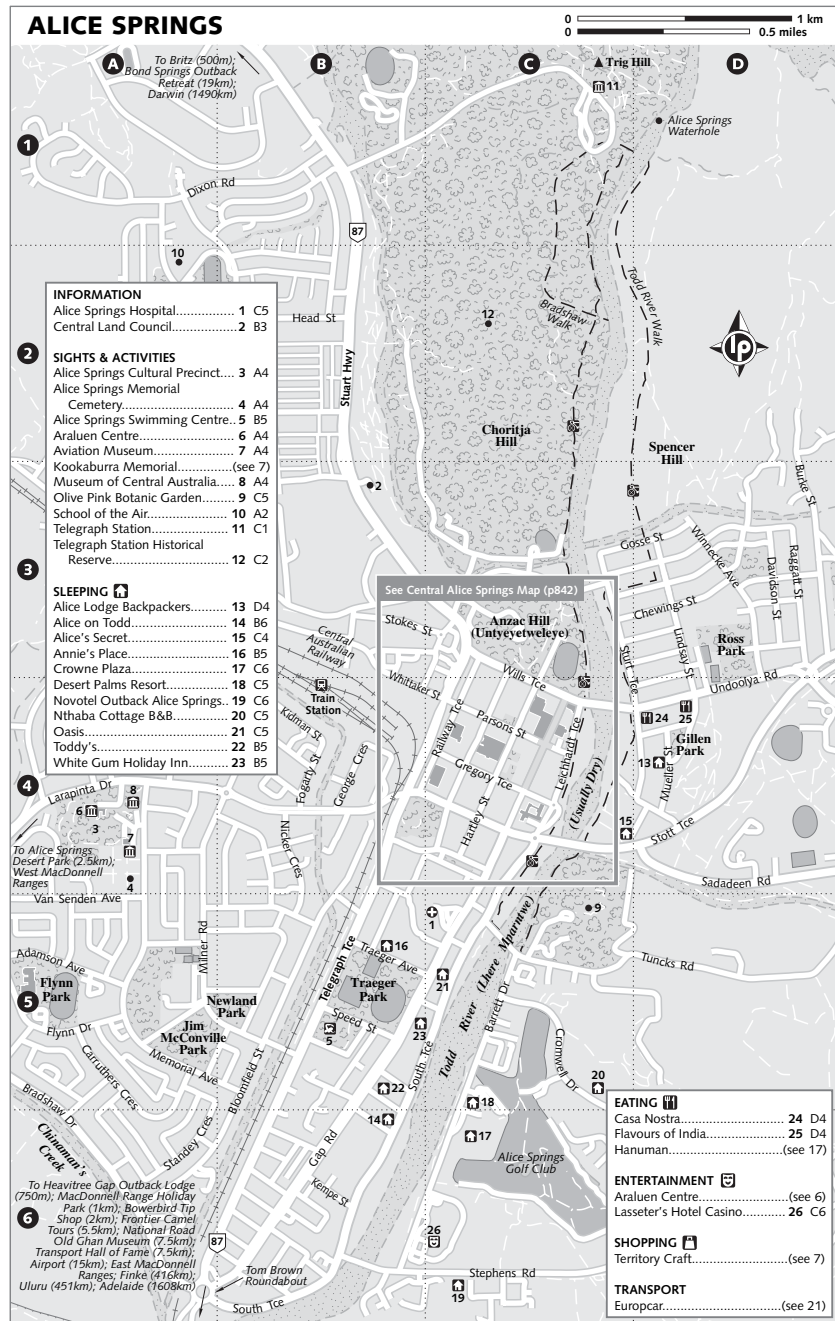 ALICE SPRINGS
0 1 km
0 0.5 miles
A
B
C
D
To Britz (500m);
Bond Springs Outback
Retreat (19km);
Darwin (1490km)
Trig Hill
11
Alice Springs
Waterhole
1
Dixon Rd
87
10
INFORMATION
Alice Springs Hospital................ 1 C5
Central Land Council................ 2 B3
SIGHTS & ACTIVITIES
Alice Springs Cultural Precinct.... 3 A4
Alice Springs Memorial
Cemetery............................. 4 A4
Alice Springs Swimming Centre.. 5 B5
Araluen Centre........................ 6 A4
Aviation Museum..................... 7 A4
Kookaburra Memorial..............(see 7)
Museum of Central Australia..... 8 A4
Olive Pink Botanic Garden........ 9 C5
School of the Air..................... 10 A2
Telegraph Station.................... 11 C1
Telegraph Station Historical
Reserve.............................. 12 C2
SLEEPING
Alice Lodge Backpackers.......... 13 D4
Alice on Todd......................... 14 B6
Alice's Secret......................... 15 C4
Annie's Place.......................... 16 B5
Crowne Plaza......................... 17 C6
Desert Palms Resort................ 18 C5
Novotel Outback Alice Springs.. 19 C6
Nthaba Cottage B&B............... 20 C5
Oasis.................................... 21 C5
Toddy's................................. 22 B5
White Gum Holiday Inn........... 23 B5
Head St
Stuart Hwy
12
Bradshaw
Walk
Todd River Walk
lp
2
Choritja
Hill
Spencer
Hill
2
Burke St
3
Gosse St
Winnecke Ave
Raggatt St
Davidson St
Chewings St
Lindsay St
Ross
Park
Undoolya Rd
See Central Alice Springs Map (p842)
Anzac Hill
(Untyeyetweleye)
Stokes St
Central
Australian
Railway
Whittaker St
Wills Tce
Sturt Tce
Train
Station
Kidman St
Railway Tce
Parsons St
Leichhardt Tce
24
25
Gillen
Park
13
Mueller St
Fogarty St
George Cres
Gregory Tce
Hartley St
(Usually Dry)
15
Stott Tce
4
Larapinta Dr
8
6
3
7
To Alice Springs
Desert Park (2.5km);
West MacDonnell
Ranges
4
Nicker Cres
Sadadeen Rd
Van Senden Ave
9
1
Milner Rd
Adamson Ave
Flynn
Park
Telegraph Tce
16
Traeger Ave
Traeger
Park
21
Tuncks Rd
5
Flynn Dr
Newland
Park
Jim
McConville
Park
Speed St
5
23
Todd River (Lhere Mparntwe)
Barrett Dr
Cromwell Dr
Memorial Ave
Carruthers Cres
Bloomfield St
South Tce
20
22
18
Bradshaw Dr
Standey Cres
14
17
Gap Rd
Alice Springs
Golf Club
Chinaman's
Creek
Kempe St
6
To Heavitree Gap Outback Lodge
(750m); MacDonnell Range Holiday
Park (1km); Bowerbird Tip
Shop (2km); Frontier Camel
Tours (5.5km); National Road
Old Ghan Museum (7.5km);
Transport Hall of Fame (7.5km);
Airport (15km); East MacDonnell
Ranges; Finke (416km);
Uluru (451km); Adelaide (1608km)
87
26
Tom Brown
Roundabout
Stephens Rd
19
South Tce
EATING
Casa Nostra............................ 24 D4
Flavours of India..................... 25 D4
Hanuman............................(see 17)
ENTERTAINMENT
Araluen Centre......................(see 6)
Lasseter's Hotel Casino............ 26 C6
SHOPPING
Territory Craft.......................(see 7)
TRANSPORT
Europcar.............................(see 21)